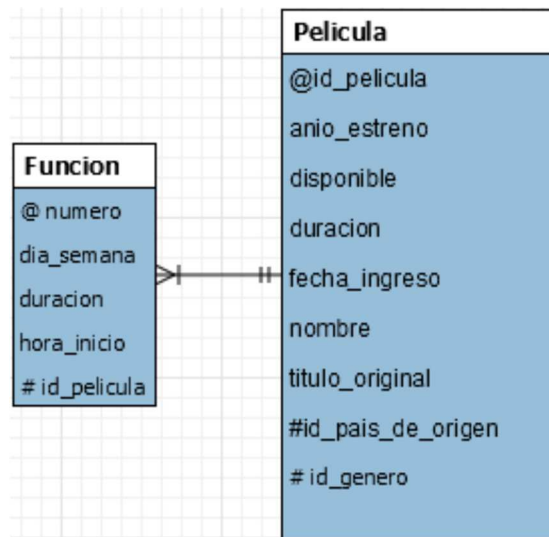 Funcion
@ numero
dia_semana
duracion
hora_inicio
# id_pelicula
Pelicula
@id_pelicula
anio_estreno
disponible
duracion
fecha_ingreso
nombre
titulo_original
#id_pais_de_origen
# id_genero